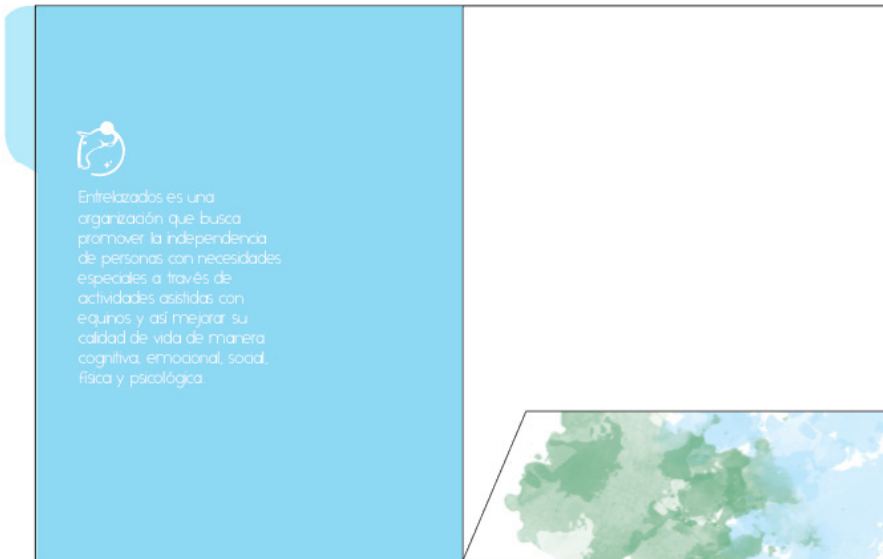 Entrelazados es una
organización que busca
promover la independencia
de personas con necesidades
especiales a través de
actividades asistidas con
equinos y así mejorar su
calidad de vida de manera
cognitiva, emocional, social,
física y psicológica.